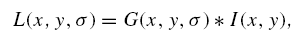 L(x, y, σ) = G(x, y, σ) * I(x, y),